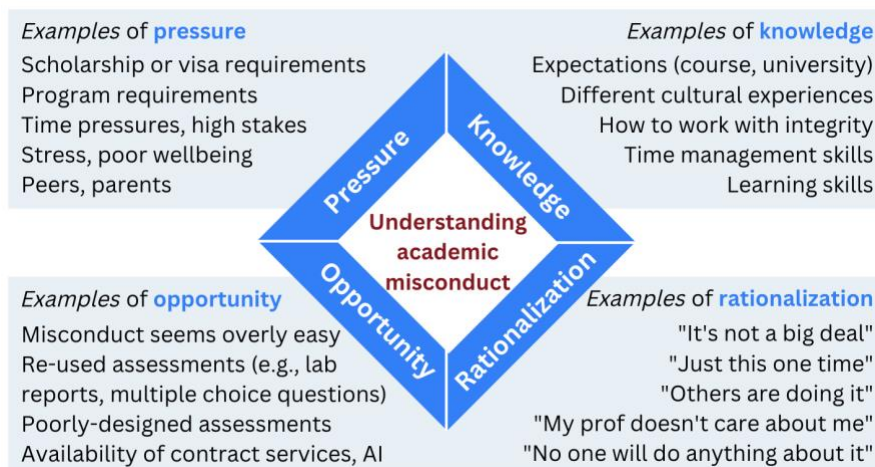 Examples of pressure
Scholarship or visa requirements
Program requirements
Time pressures, high stakes
Stress, poor wellbeing
Peers, parents
Examples of knowledge
Expectations (course, university)
Different cultural experiences
How to work with integrity
Time management skills
Learning skills
Pressure
Knowledge
Understanding
academic
misconduct
Opportunity
Rationalization
Examples of opportunity
Misconduct seems overly easy
Re-used assessments (e.g., lab
reports, multiple choice questions)
Poorly-designed assessments
Availability of contract services, AI
Examples of rationalization
"It's not a big deal"
"Just this one time"
"Others are doing it"
"My prof doesn't care about me"
"No one will do anything about it"